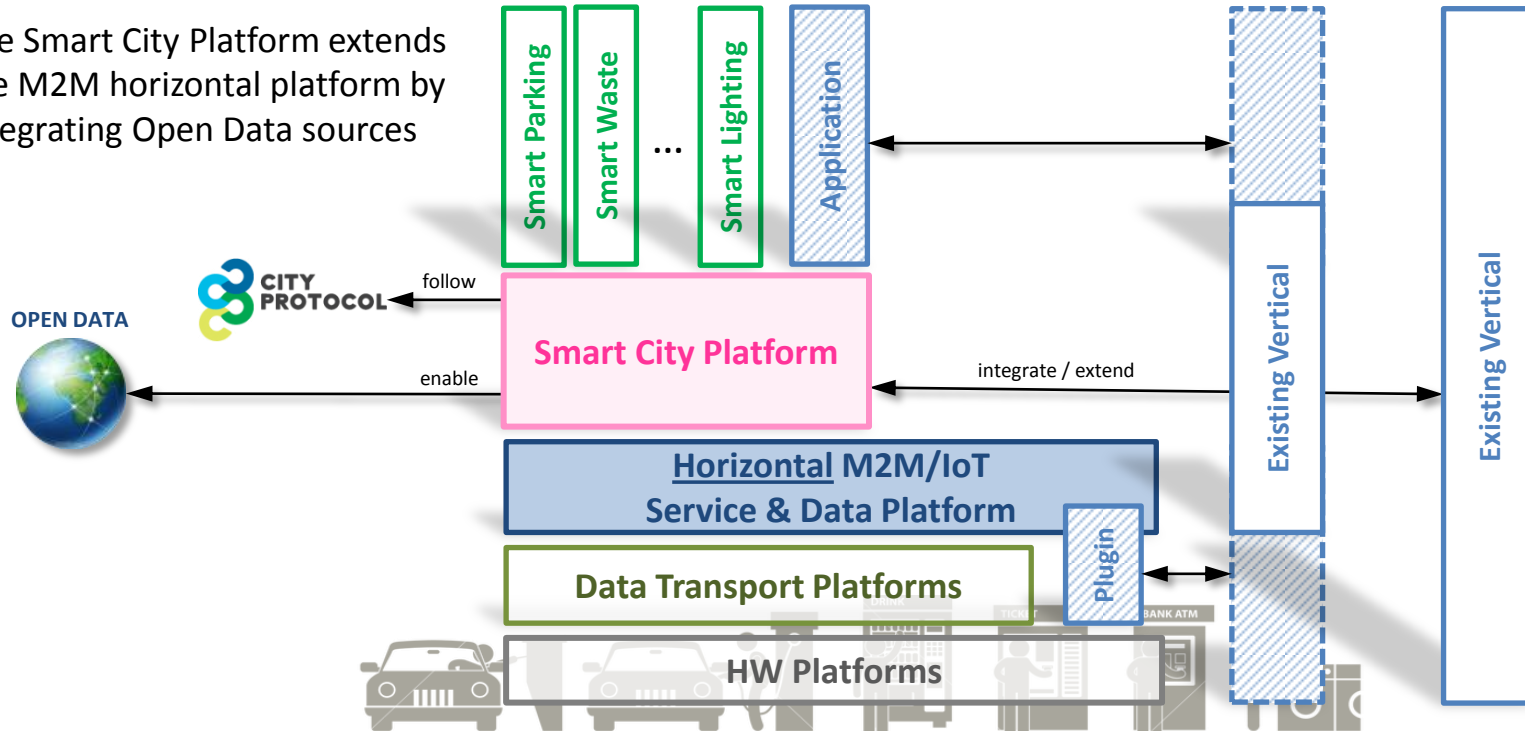 e Smart City Platform extends
e M2M horizontal platform by
tegrating Open Data sources
Smart Parking
Smart Waste
...
Smart Lighting
Application
CITY
PROTOCOL
follow
OPEN DATA
enable
Smart City Platform
integrate / extend
Existing Vertical
Existing Vertical
Horizontal M2M/IoT
Service & Data Platform
Plugin
Data Transport Platforms
DRINK
TICKET
BANK ATM
HW Platforms